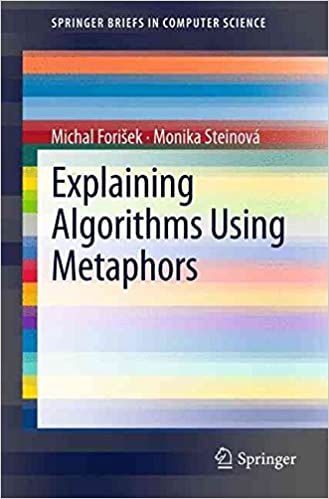 SPRINGER BRIEFS IN COMPUTER SCIENCE
Michal Forišek · Monika Steinová
Explaining
Algorithms Using
Metaphors
Springer